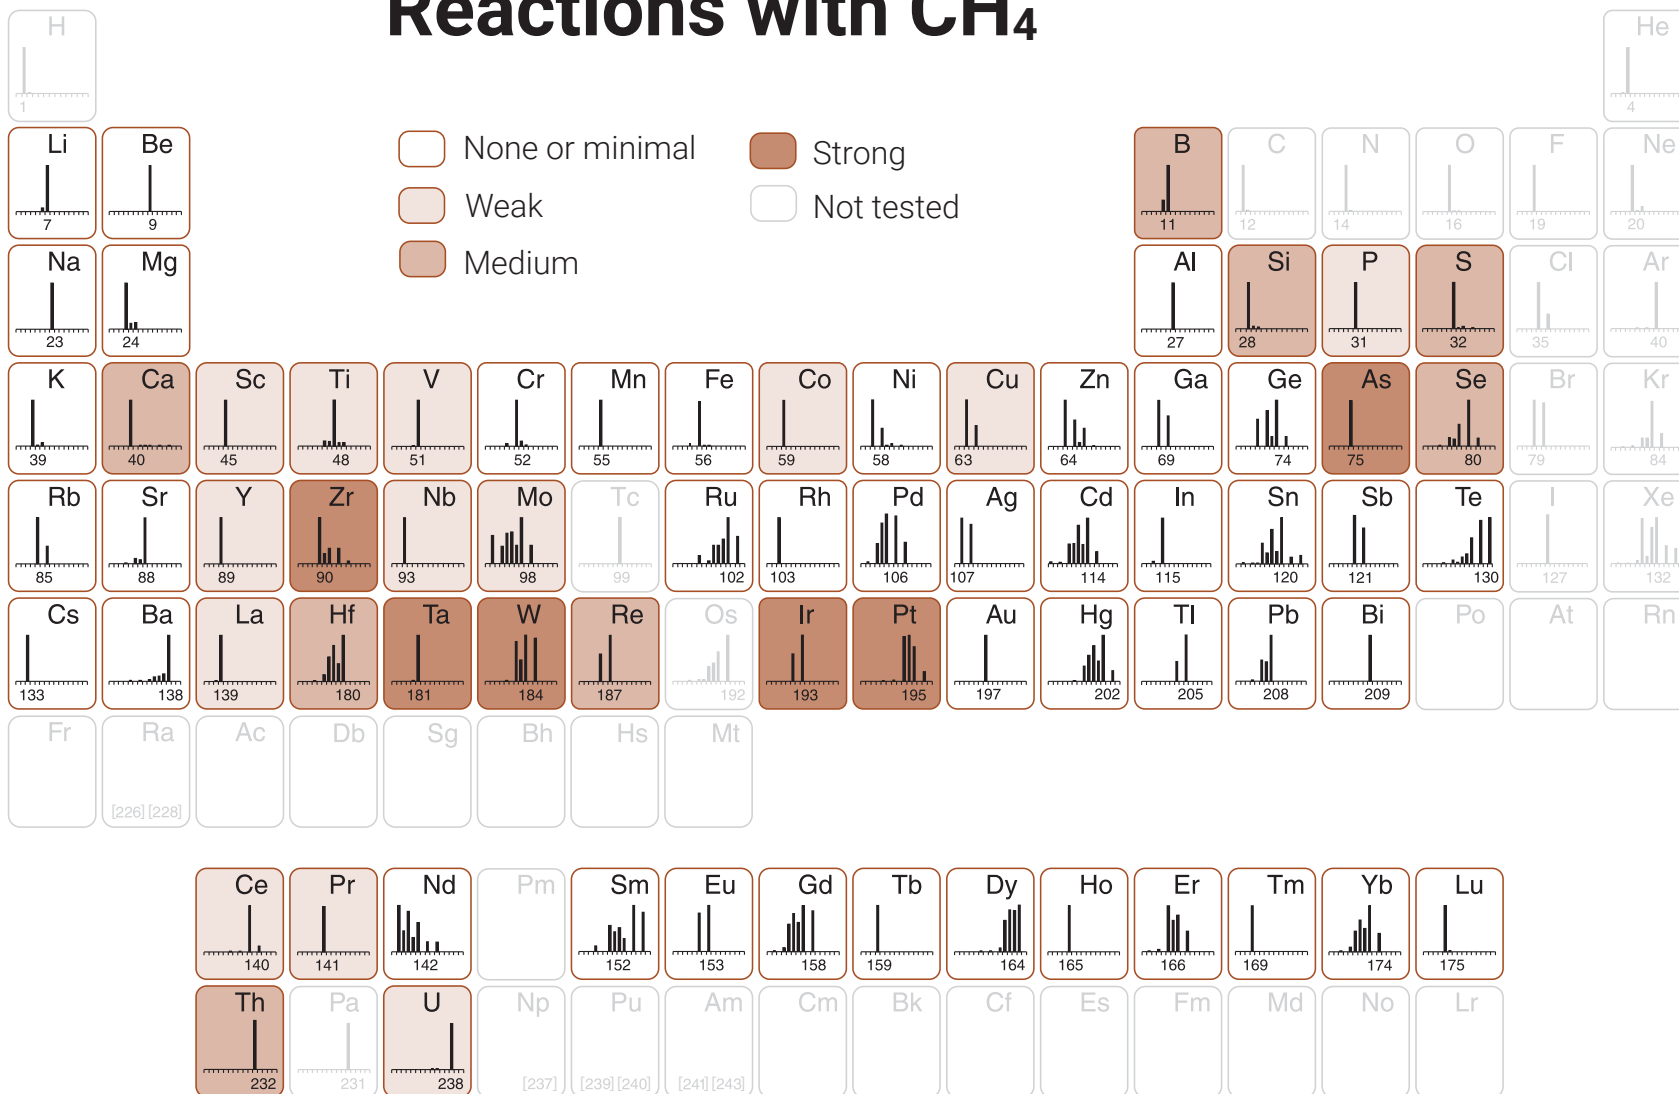 Reactions with CH₄
H He
1 4
Li Be None or minimal Strong B C N O F Ne
7 9 Weak Not tested 11 12 14 16 19 20
Na Mg Medium Al Si P S Cl Ar
23 24 27 28 31 32 35 40
K Ca Sc Ti V Cr Mn Fe Co Ni Cu Zn Ga Ge As Se Br Kr
39 40 45 48 51 52 55 56 59 58 63 64 69 74 75 80 79 84
Rb Sr Y Zr Nb Mo Tc Ru Rh Pd Ag Cd In Sn Sb Te I Xe
85 88 89 90 93 98 99 102 103 106 107 114 115 120 121 130 127 132
Cs Ba La Hf Ta W Re Os Ir Pt Au Hg Tl Pb Bi Po At Rn
133 138 139 180 181 184 187 192 193 195 197 202 205 208 209
Fr Ra Ac Db Sg Bh Hs Mt
[226] [228]
Ce Pr Nd Pm Sm Eu Gd Tb Dy Ho Er Tm Yb Lu
140 141 142 152 153 158 159 164 165 166 169 174 175
Th Pa U Np Pu Am Cm Bk Cf Es Fm Md No Lr
232 231 238 [237] [239] [240] [241] [243]